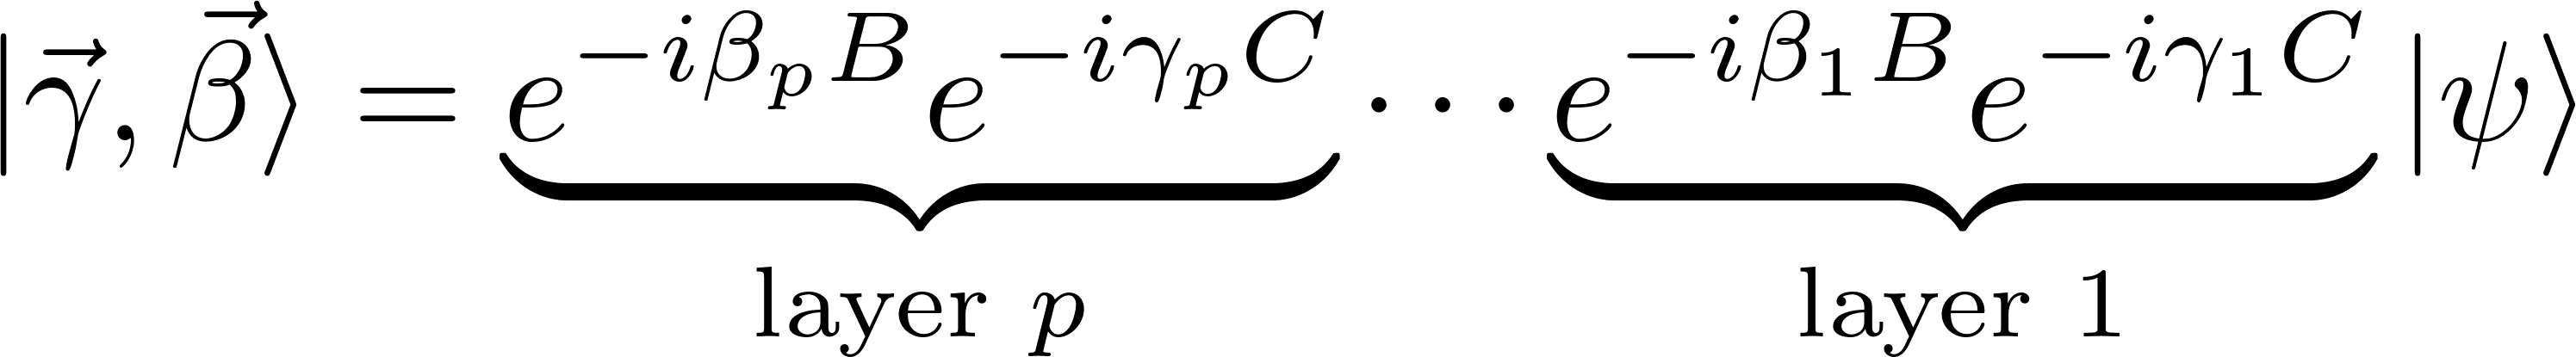 |γ⃗, β⃗⟩ = e^{-iβ_p B} e^{-iγ_p C} ··· e^{-iβ_1 B} e^{-iγ_1 C} |ψ⟩
layer p layer 1